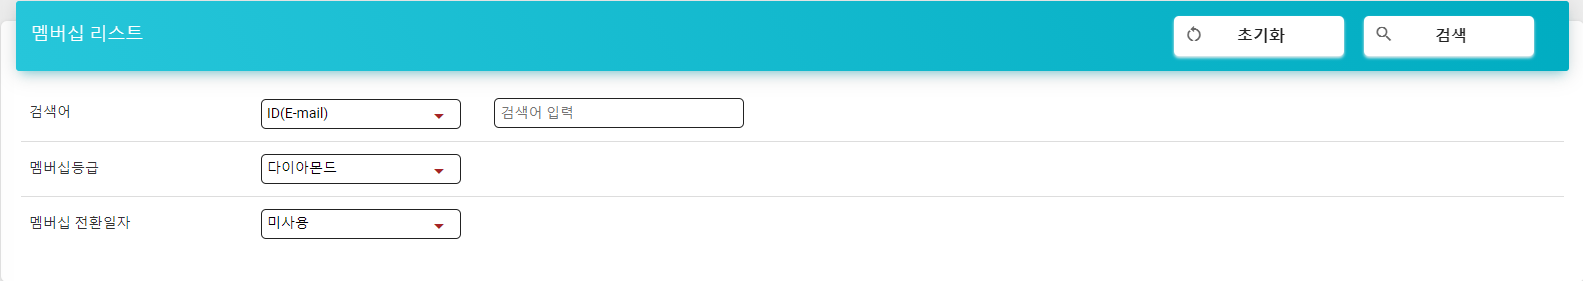 멤버십 리스트 초기화 검색
검색어 ID(E-mail) 검색어 입력
멤버십등급 다이아몬드
멤버십 전환일자 미사용